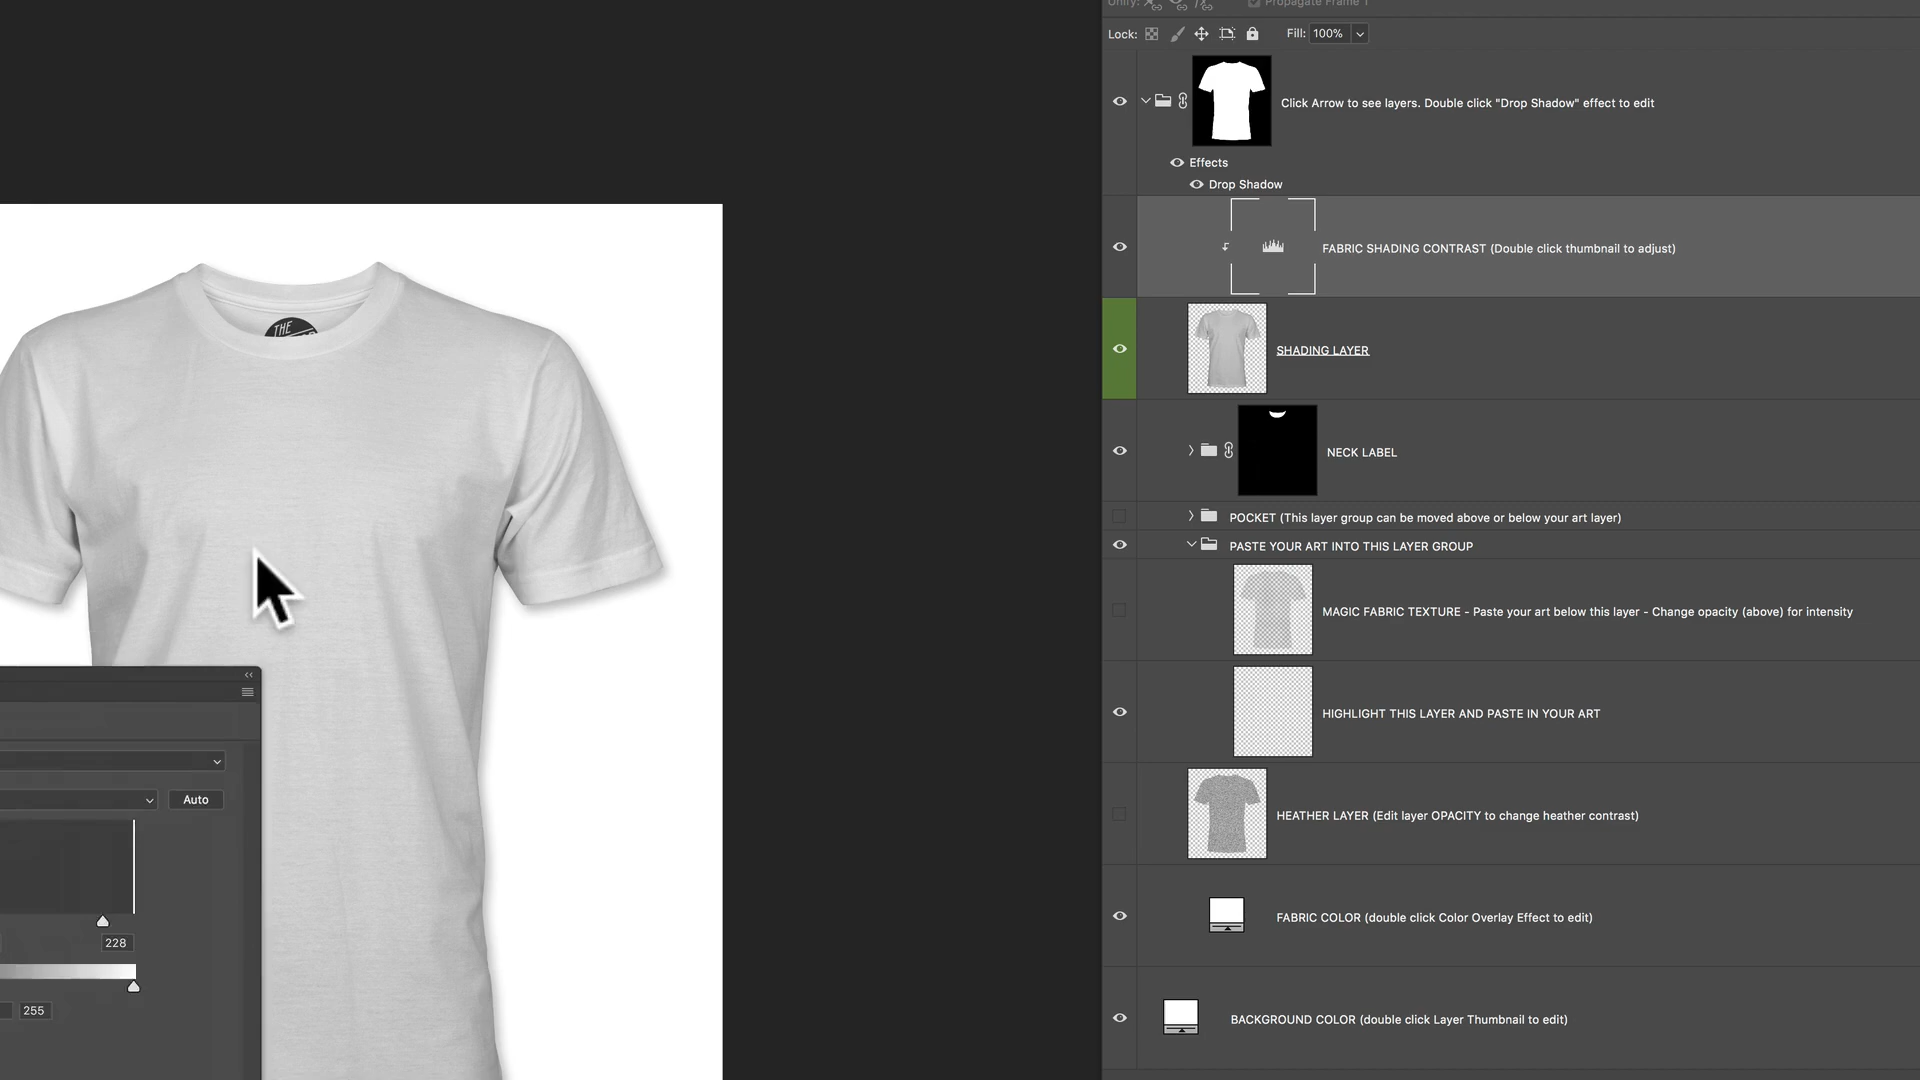 Unify:
Propagate Frame 1
Lock:
Fill: 100%
Click Arrow to see layers. Double click "Drop Shadow" effect to edit
Effects
Drop Shadow
FABRIC SHADING CONTRAST (Double click thumbnail to adjust)
SHADING LAYER
THE
NECK LABEL
POCKET (This layer group can be moved above or below your art layer)
PASTE YOUR ART INTO THIS LAYER GROUP
MAGIC FABRIC TEXTURE - Paste your art below this layer - Change opacity (above) for intensity
HIGHLIGHT THIS LAYER AND PASTE IN YOUR ART
Auto
HEATHER LAYER (Edit layer OPACITY to change heather contrast)
FABRIC COLOR (double click Color Overlay Effect to edit)
228
255
BACKGROUND COLOR (double click Layer Thumbnail to edit)